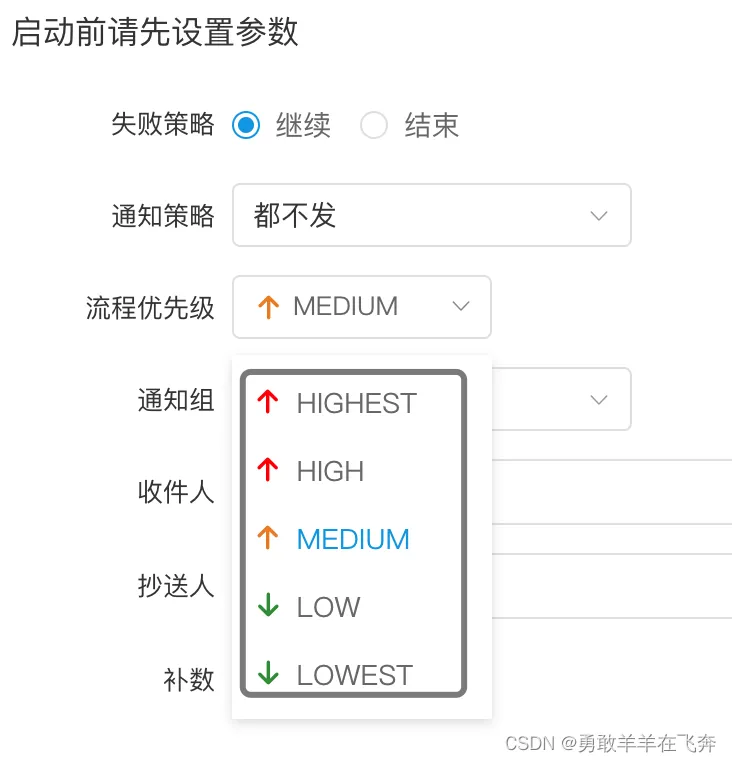 启动前请先设置参数
失败策略 继续 结束
通知策略 都不发
流程优先级 MEDIUM
通知组 HIGHEST
HIGH
收件人
MEDIUM
抄送人 LOW
补数 LOWEST
CSDN @勇敢羊羊在飞奔